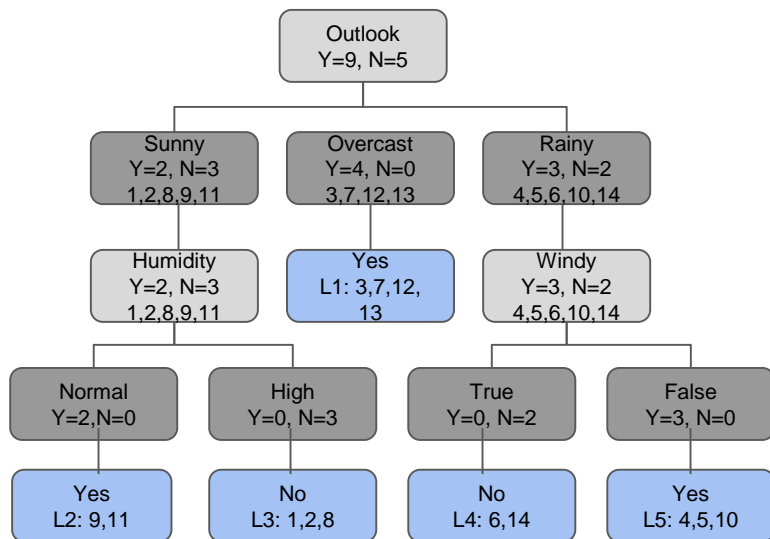 Outlook
Y=9, N=5
Sunny
Y=2, N=3
1,2,8,9,11
Overcast
Y=4, N=0
3,7,12,13
Rainy
Y=3, N=2
4,5,6,10,14
Humidity
Y=2, N=3
1,2,8,9,11
Yes
L1: 3,7,12,
13
Windy
Y=3, N=2
4,5,6,10,14
Normal
Y=2,N=0
High
Y=0, N=3
True
Y=0, N=2
False
Y=3, N=0
Yes
L2: 9,11
No
L3: 1,2,8
No
L4: 6,14
Yes
L5: 4,5,10